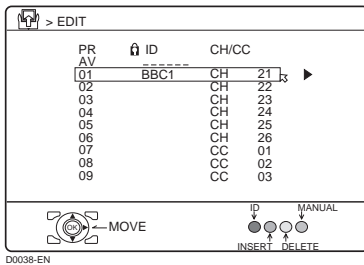 > EDIT
PR ID CH/CC
AV ------
01 BBC1 CH 21
02 CH 22
03 CH 23
04 CH 24
05 CH 25
06 CH 26
07 CC 01
08 CC 02
09 CC 03
ID MANUAL
OK MOVE
INSERT DELETE
D0038-EN